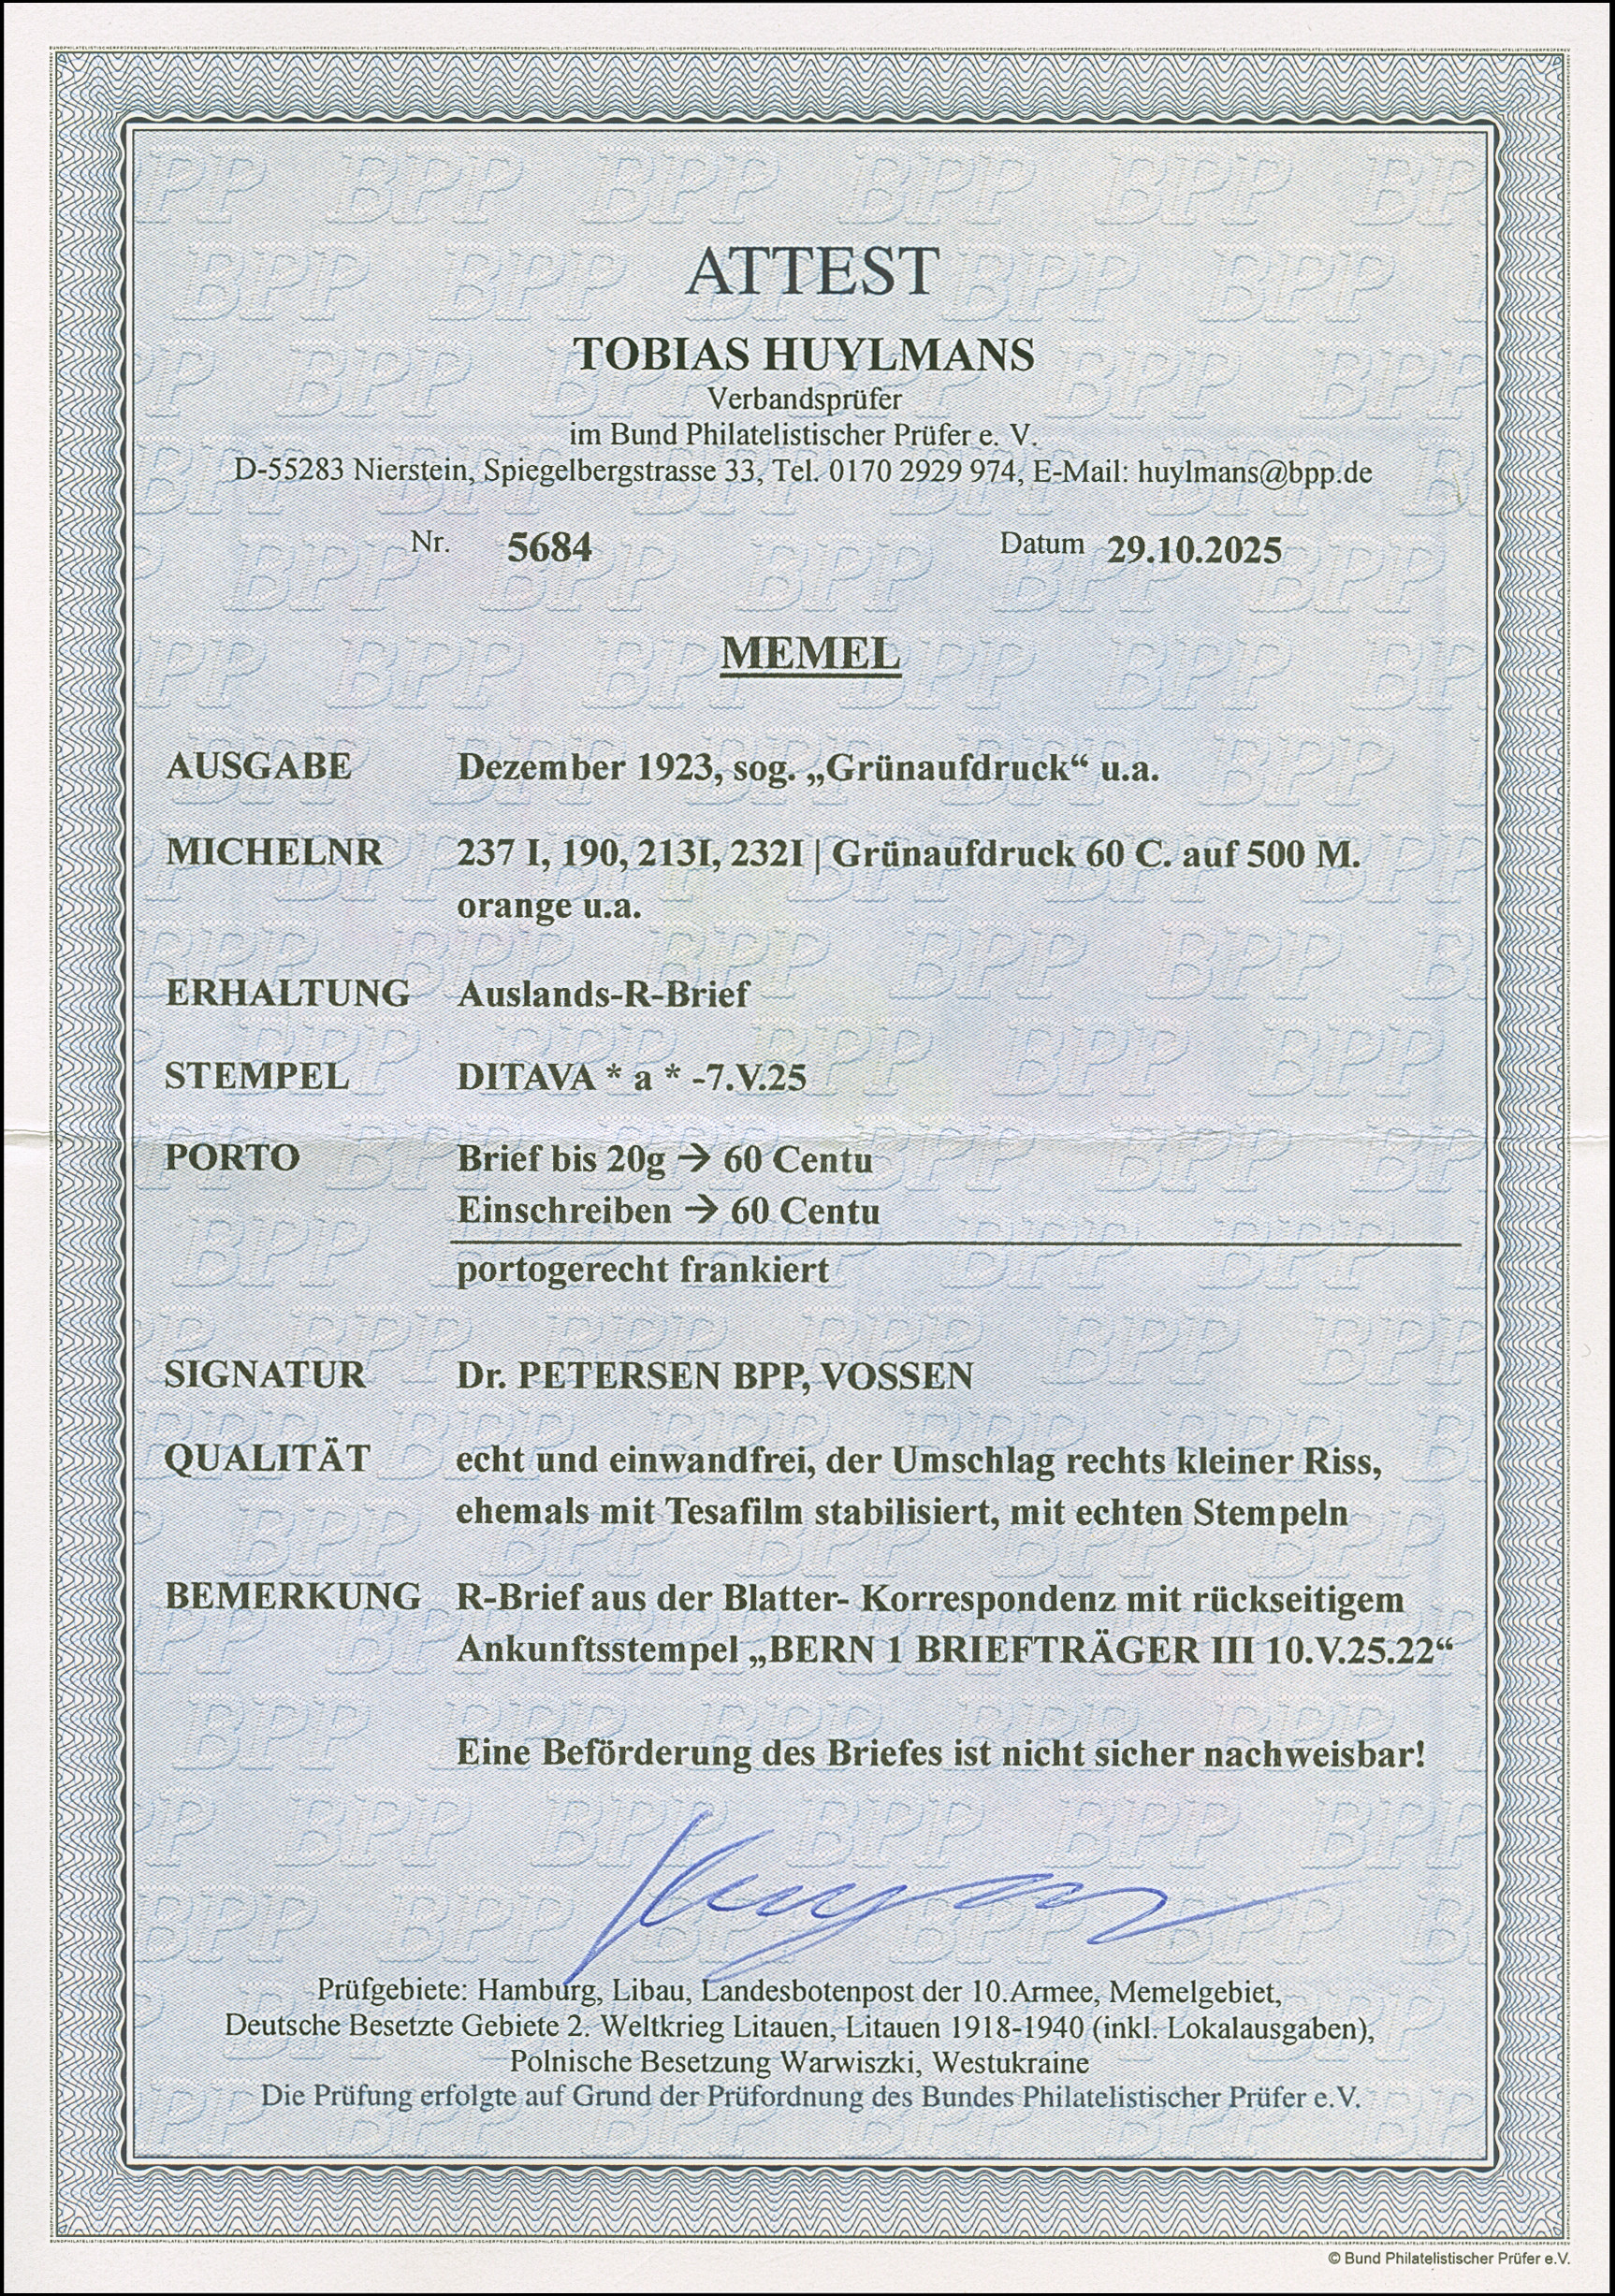 ATTEST
TOBIAS HUYLMANS
Verbandsprüfer
im Bund Philatelistischer Prüfer e. V.
D-55283 Nierstein, Spiegelbergstrasse 33, Tel. 0170 2929 974, E-Mail: huylmans@bpp.de
Nr. 5684 Datum 29.10.2025
MEMEL
AUSGABE Dezember 1923, sog. „Grünaufdruck“ u.a.
MICHELNR 237 I, 190, 213I, 232I | Grünaufdruck 60 C. auf 500 M.
orange u.a.
ERHALTUNG Auslands-R-Brief
STEMPEL DITAVA * a * -7.V.25
PORTO Brief bis 20g → 60 Centu
Einschreiben → 60 Centu
portogerecht frankiert
SIGNATUR Dr. PETERSEN BPP, VOSSEN
QUALITÄT echt und einwandfrei, der Umschlag rechts kleiner Riss,
ehemals mit Tesafilm stabilisiert, mit echten Stempeln
BEMERKUNG R-Brief aus der Blatter- Korrespondenz mit rückseitigem
Ankunftsstempel „BERN 1 BRIEFTRÄGER III 10.V.25.22“
Eine Beförderung des Briefes ist nicht sicher nachweisbar!
Prüfgebiete: Hamburg, Libau, Landesbotenpost der 10.Armee, Memelgebiet,
Deutsche Besetzte Gebiete 2. Weltkrieg Litauen, Litauen 1918-1940 (inkl. Lokalausgaben),
Polnische Besetzung Warwiszki, Westukraine
Die Prüfung erfolgte auf Grund der Prüfordnung des Bundes Philatelistischer Prüfer e.V.
© Bund Philatelistischer Prüfer e.V.